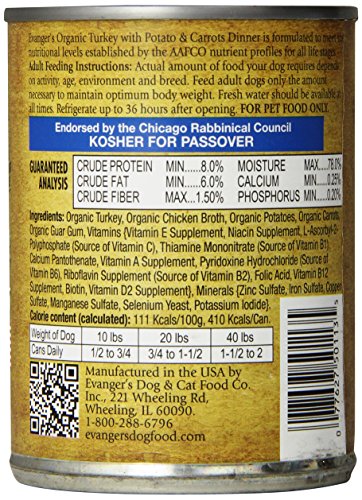 Evanger's Organic Turkey with Potato & Carrots Dinner is formulated to meet the
nutritional levels established by the AAFCO nutrient profiles for all life stages.
Adult Feeding Instructions: Actual amount of food your dog requires depends
on activity, age, environment and breed. Feed adult dogs only the amount
necessary to maintain optimum body weight. Fresh water should be available at
all times. Refrigerate up to 36 hours after opening. FOR PET FOOD ONLY.
Endorsed by the Chicago Rabbinical Council
KOSHER FOR PASSOVER
GUARANTEED
ANALYSIS
CRUDE PROTEIN MIN.....8.0% MOISTURE MAX...78.0%
CRUDE FAT MIN.....6.0% CALCIUM MIN....0.25%
CRUDE FIBER MAX...1.50% PHOSPHORUS MIN....0.20%
Ingredients: Organic Turkey, Organic Chicken Broth, Organic Potatoes, Organic Carrots,
Organic Guar Gum, Vitamins (Vitamin E Supplement, Niacin Supplement, L-Ascorbyl-2-
Polyphosphate (Source of Vitamin C), Thiamine Mononitrate (Source of Vitamin B1),
Calcium Pantothenate, Vitamin A Supplement, Pyridoxine Hydrochloride (Source of
Vitamin B6), Riboflavin Supplement (Source of Vitamin B2), Folic Acid, Vitamin B12
Supplement, Biotin, Vitamin D2 Supplement}, Minerals {Zinc Sulfate, Iron Sulfate, Copper
Sulfate, Manganese Sulfate, Selenium Yeast, Potassium Iodide}.
Calorie content (calculated): 111 Kcals/100g, 410 Kcals/Can.
Weight of Dog 10 lbs 20 lbs 40 lbs
Cans Daily 1/2 to 3/4 3/4 to 1-1/2 1-1/2 to 2
Manufactured in the USA by
Evanger's Dog & Cat Food Co.
Inc., 221 Wheeling Rd,
Wheeling, IL 60090.
1-800-288-6796
evangersdogfood.com
0 77627 50113 5